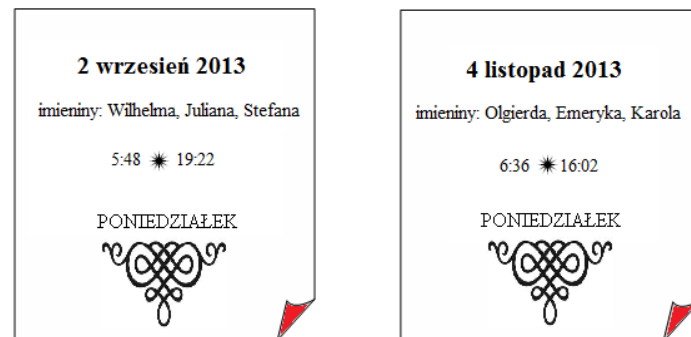 2 wrzesień 2013
imieniny: Wilhelma, Juliana, Stefana
5:48 19:22
PONIEDZIAŁEK
4 listopad 2013
imieniny: Olgierda, Emeryka, Karola
6:36 16:02
PONIEDZIAŁEK